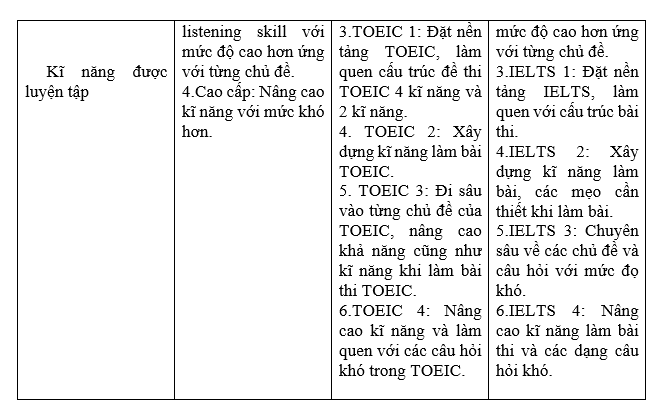 Kĩ năng được
luyện tập
listening skill với
mức độ cao hơn ứng
với từng chủ đề.
4.Cao cấp: Nâng cao
kĩ năng với mức khó
hơn.
3.TOEIC 1: Đặt nền
tảng TOEIC, làm
quen cấu trúc đề thi
TOEIC 4 kĩ năng và
2 kĩ năng.
4. TOEIC 2: Xây
dựng kĩ năng làm bài
TOEIC.
5. TOEIC 3: Đi sâu
vào từng chủ đề của
TOEIC, nâng cao
khả năng cũng như
kĩ năng khi làm bài
thi TOEIC.
6.TOEIC 4: Nâng
cao kĩ năng và làm
quen với các câu hỏi
khó trong TOEIC.
mức độ cao hơn ứng
với từng chủ đề.
3.IELTS 1: Đặt nền
tảng IELTS, làm
quen với cấu trúc bài
thi.
4.IELTS 2: Xây
dựng kĩ năng làm
bài, các mẹo cần
thiết khi làm bài.
5.IELTS 3: Chuyên
sâu về các chủ đề và
câu hỏi với mức đọ
khó.
6.IELTS 4: Nâng
cao kĩ năng làm bài
thi và các dạng câu
hỏi khó.